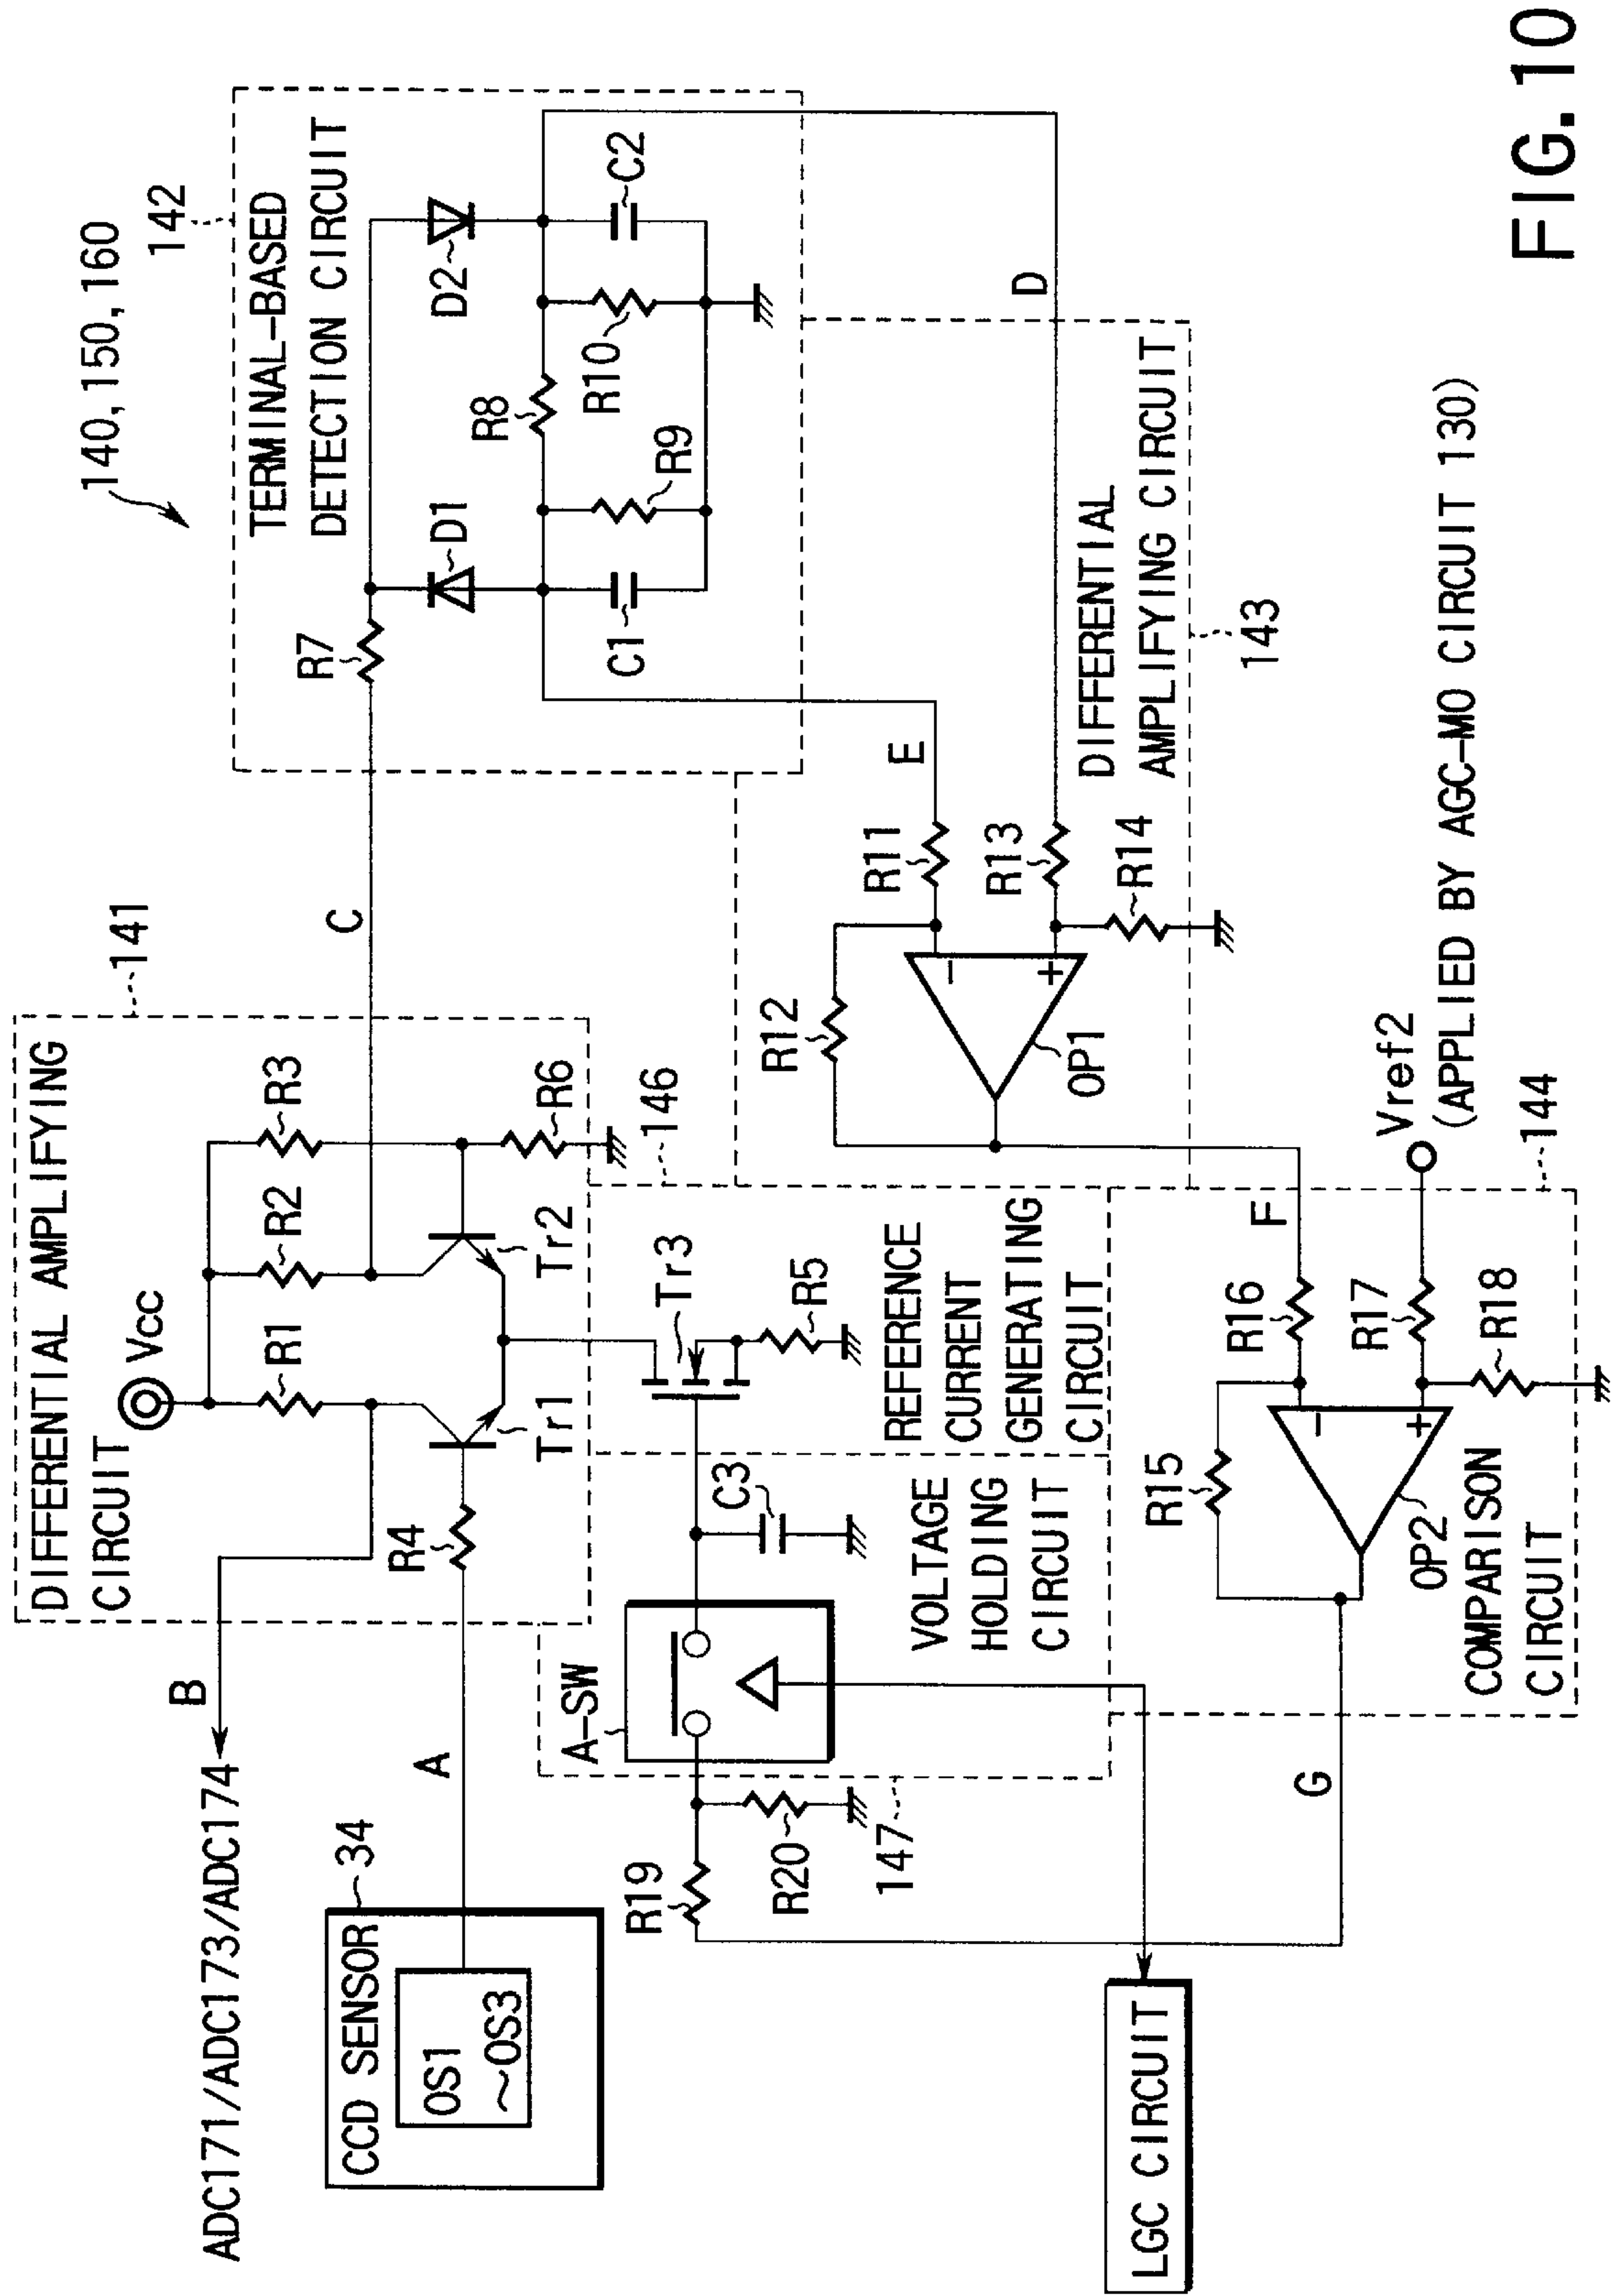 140, 150, 160
DIFFERENTIAL AMPLIFYING
CIRCUIT
141
Vcc
R1
R2
R3
R4
R6
Tr1
Tr2
B
ADC171/ADC173/ADC174
A
CCD SENSOR
34
OS1
~OS3
C
142
TERMINAL-BASED
DETECTION CIRCUIT
R7
D1
D2
R8
R9
R10
C1
C2
E
D
146
Tr3
R5
REFERENCE
CURRENT
GENERATING
CIRCUIT
A-SW
C3
VOLTAGE
HOLDING
CIRCUIT
147
R19
R20
R11
R12
R13
R14
OP1
DIFFERENTIAL
AMPLIFYING CIRCUIT
143
F
Vref2
(APPLIED BY AGC-MO CIRCUIT 130)
R15
R16
R17
R18
OP2
COMPARISON
CIRCUIT
144
G
LGC CIRCUIT
FIG. 10